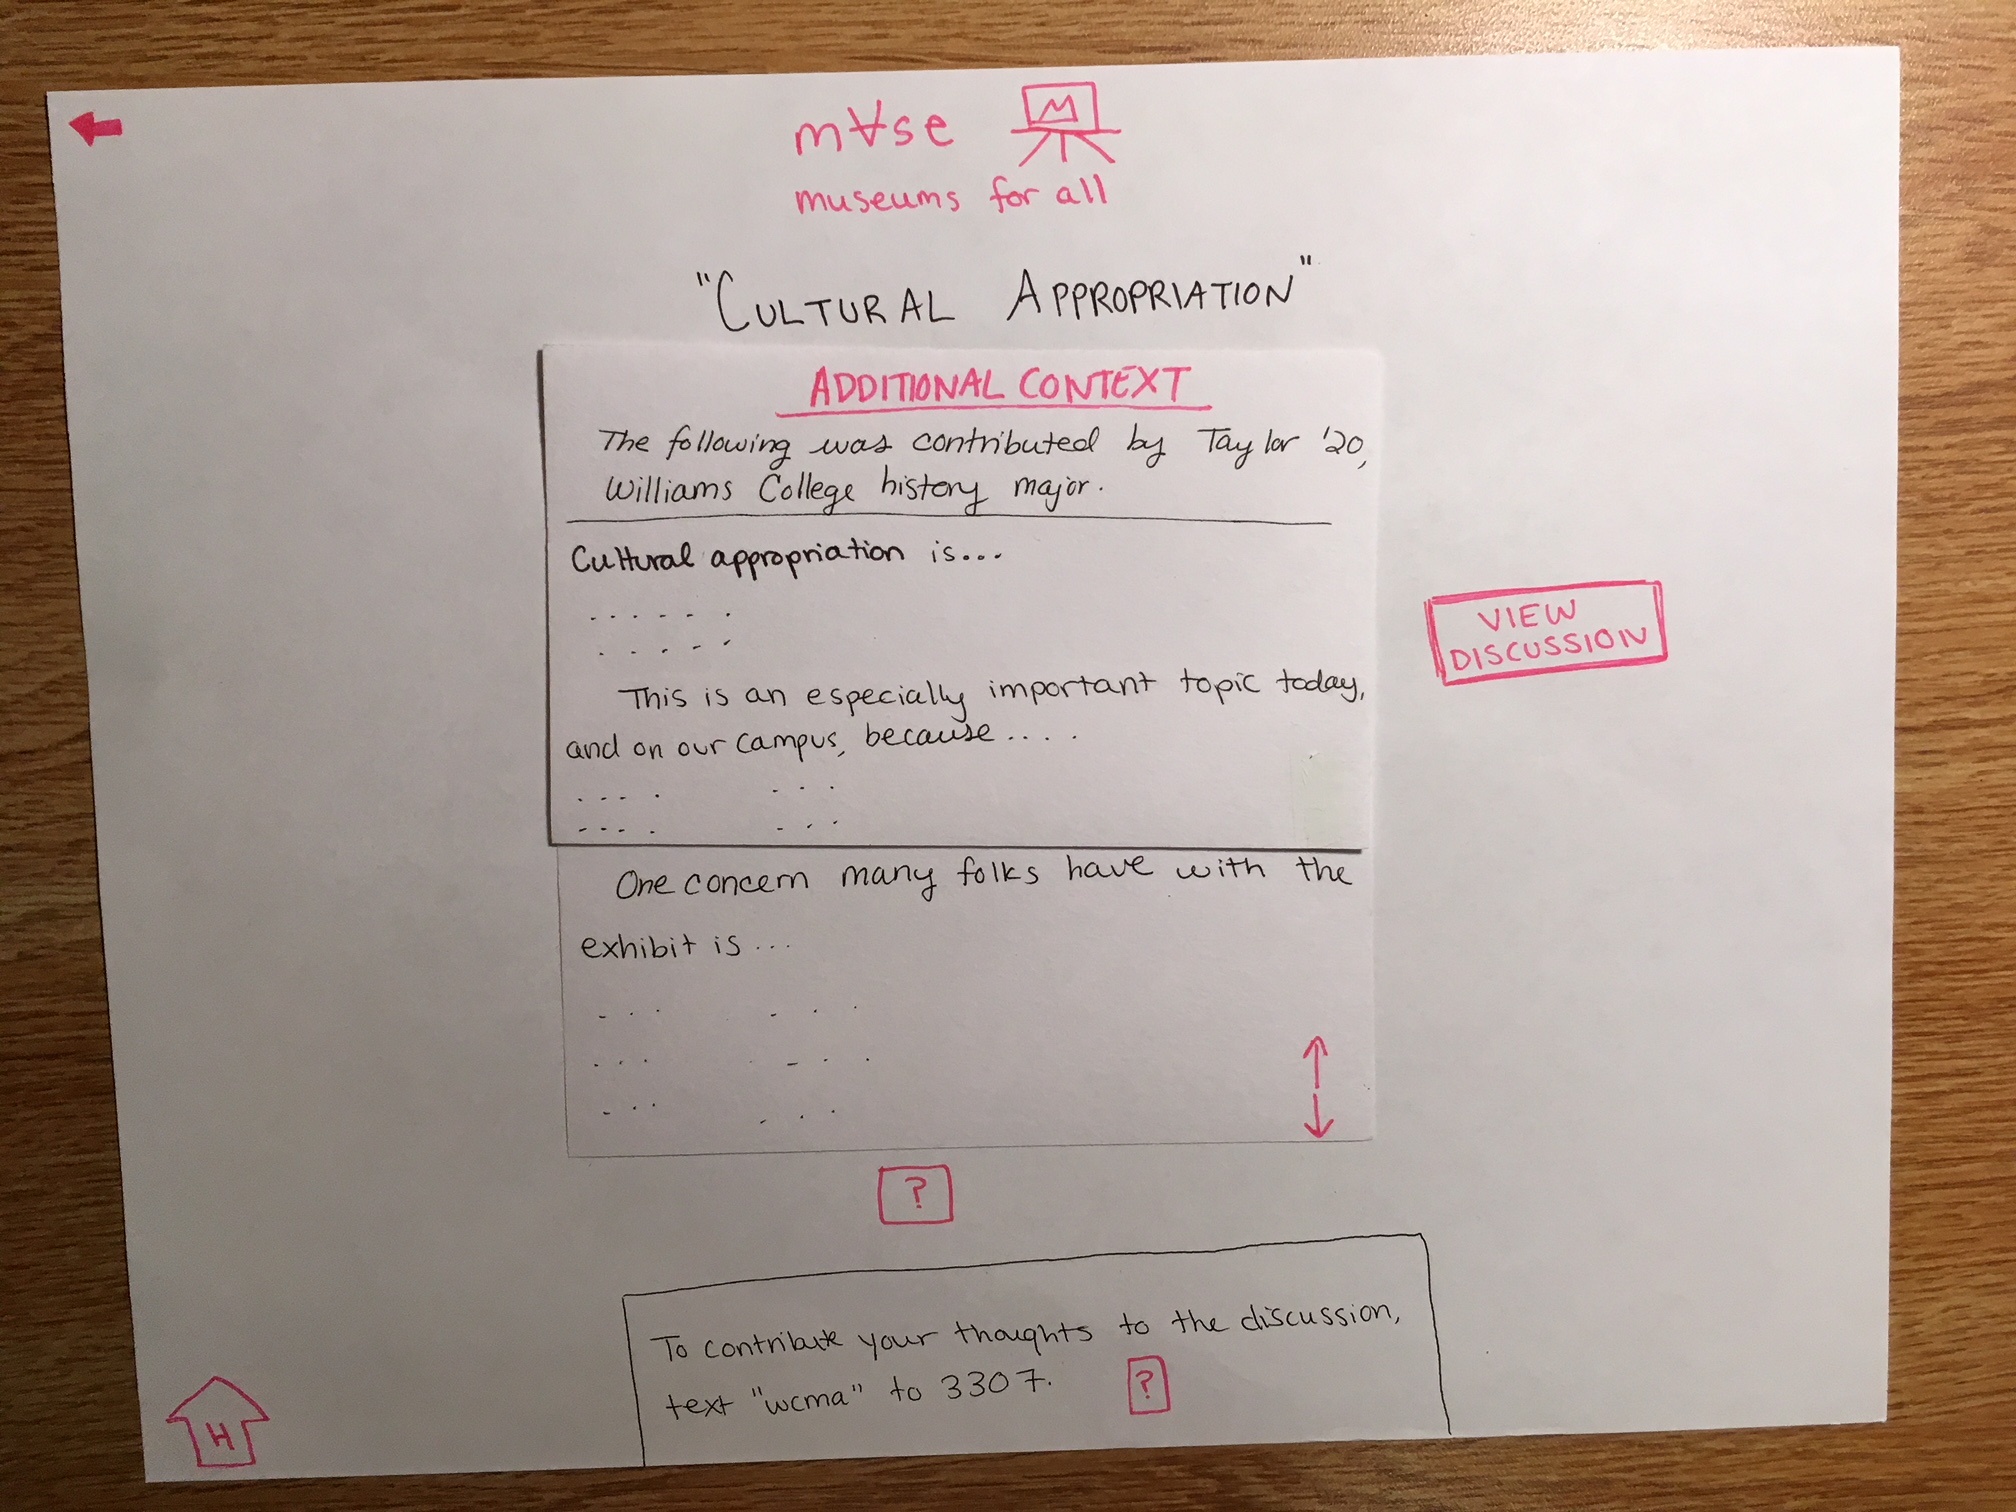 m∀se
M
museums for all
"CULTURAL APPROPRIATION"
ADDITIONAL CONTEXT
The following was contributed by Taylor '20,
Williams College history major.
Cultural appropriation is...
This is an especially important topic today,
and on our campus, because....
VIEW
DISCUSSION
One concern many folks have with the
exhibit is ...
?
To contribute your thoughts to the discussion,
text "wcma" to 3307.
?
H